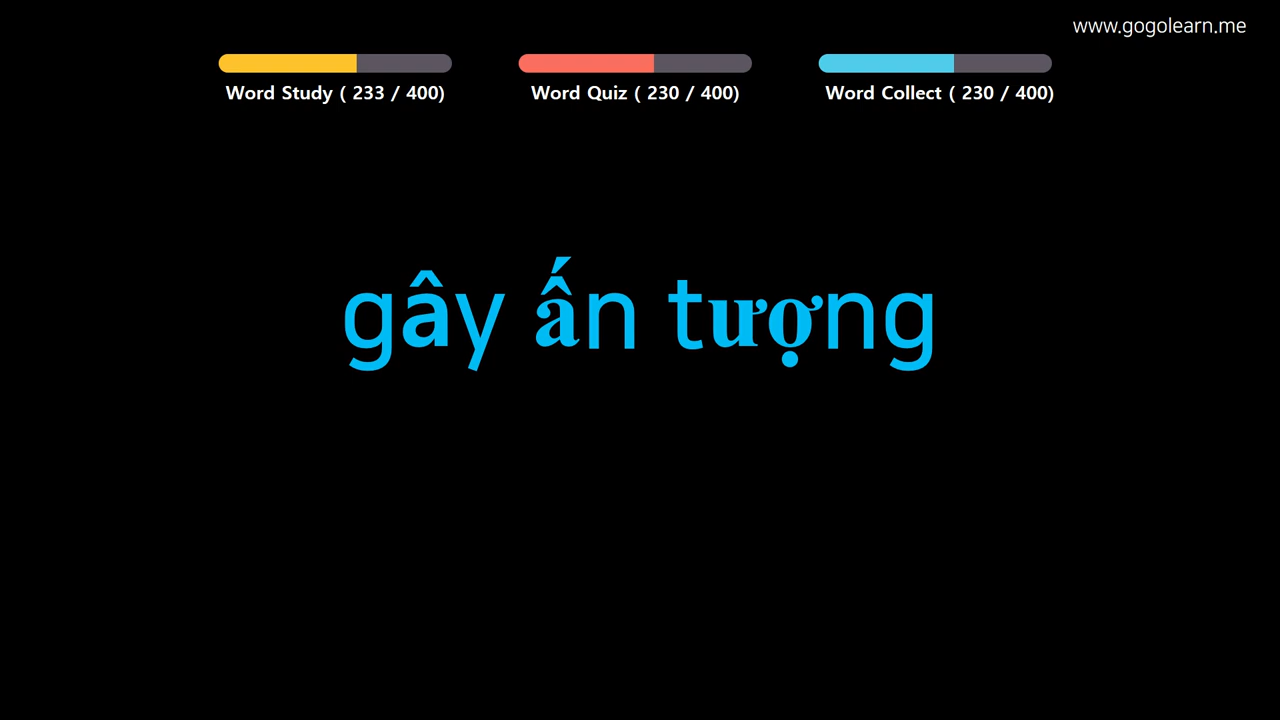 www.gogolearn.me
Word Study ( 233 / 400)
Word Quiz ( 230 / 400)
Word Collect ( 230 / 400)
gây ấn tượng